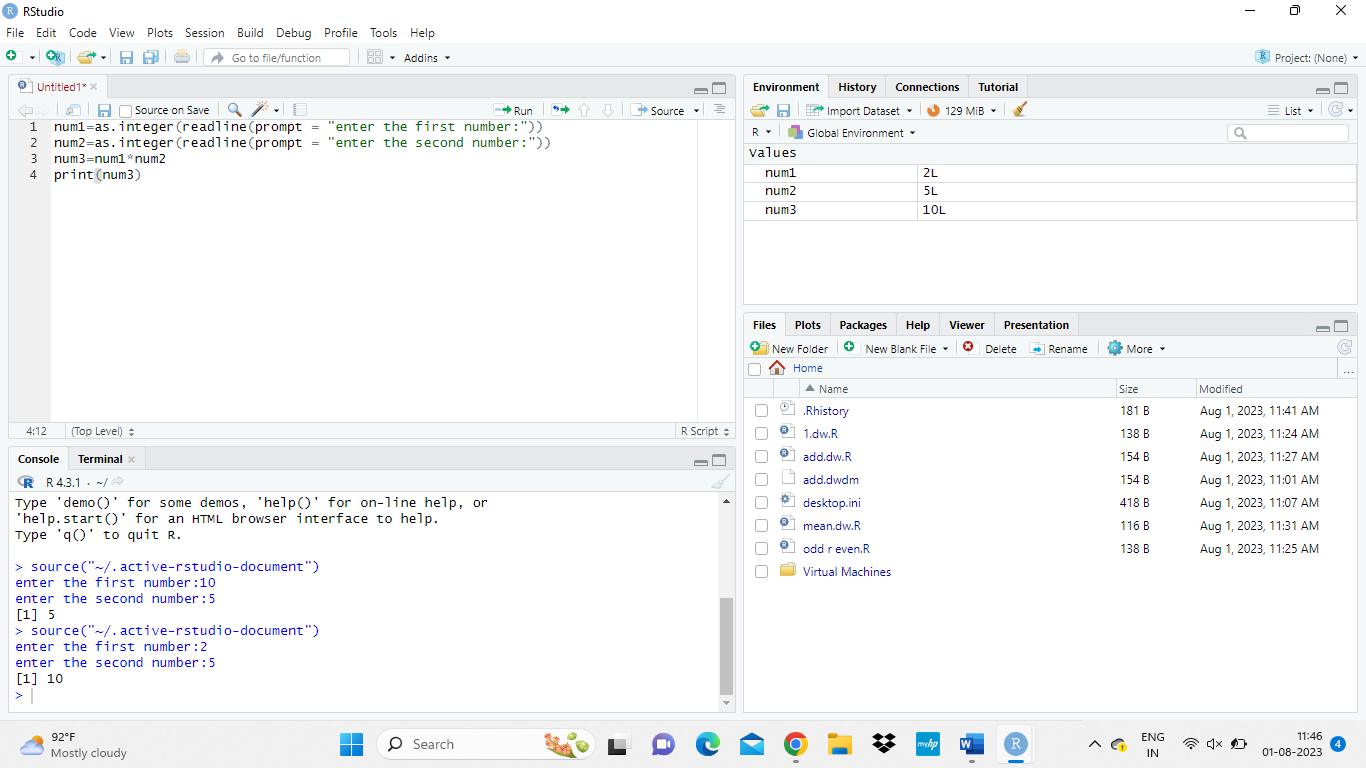 RStudio
File Edit Code View Plots Session Build Debug Profile Tools Help
Go to file/function Addins Project: (None)
Untitled1*
Source on Save Run Source
1 num1=as.integer(readline(prompt = "enter the first number:"))
2 num2=as.integer(readline(prompt = "enter the second number:"))
3 num3=num1*num2
4 print(num3)
4:12 (Top Level) R Script
Console Terminal
R 4.3.1 · ~/
Type 'demo()' for some demos, 'help()' for on-line help, or
'help.start()' for an HTML browser interface to help.
Type 'q()' to quit R.
> source("~/.active-rstudio-document")
enter the first number:10
enter the second number:5
[1] 5
> source("~/.active-rstudio-document")
enter the first number:2
enter the second number:5
[1] 10
>
Environment History Connections Tutorial
Import Dataset 129 MiB List
R Global Environment
Values
num1 2L
num2 5L
num3 10L
Files Plots Packages Help Viewer Presentation
New Folder New Blank File Delete Rename More
Home ...
Name Size Modified
.Rhistory 181 B Aug 1, 2023, 11:41 AM
1.dw.R 138 B Aug 1, 2023, 11:24 AM
add.dw.R 154 B Aug 1, 2023, 11:27 AM
add.dwdm 154 B Aug 1, 2023, 11:01 AM
desktop.ini 418 B Aug 1, 2023, 11:07 AM
mean.dw.R 116 B Aug 1, 2023, 11:31 AM
odd r even.R 138 B Aug 1, 2023, 11:25 AM
Virtual Machines
92°F
Mostly cloudy
Search
myhp
W
R
ENG
IN
11:46
01-08-2023
4